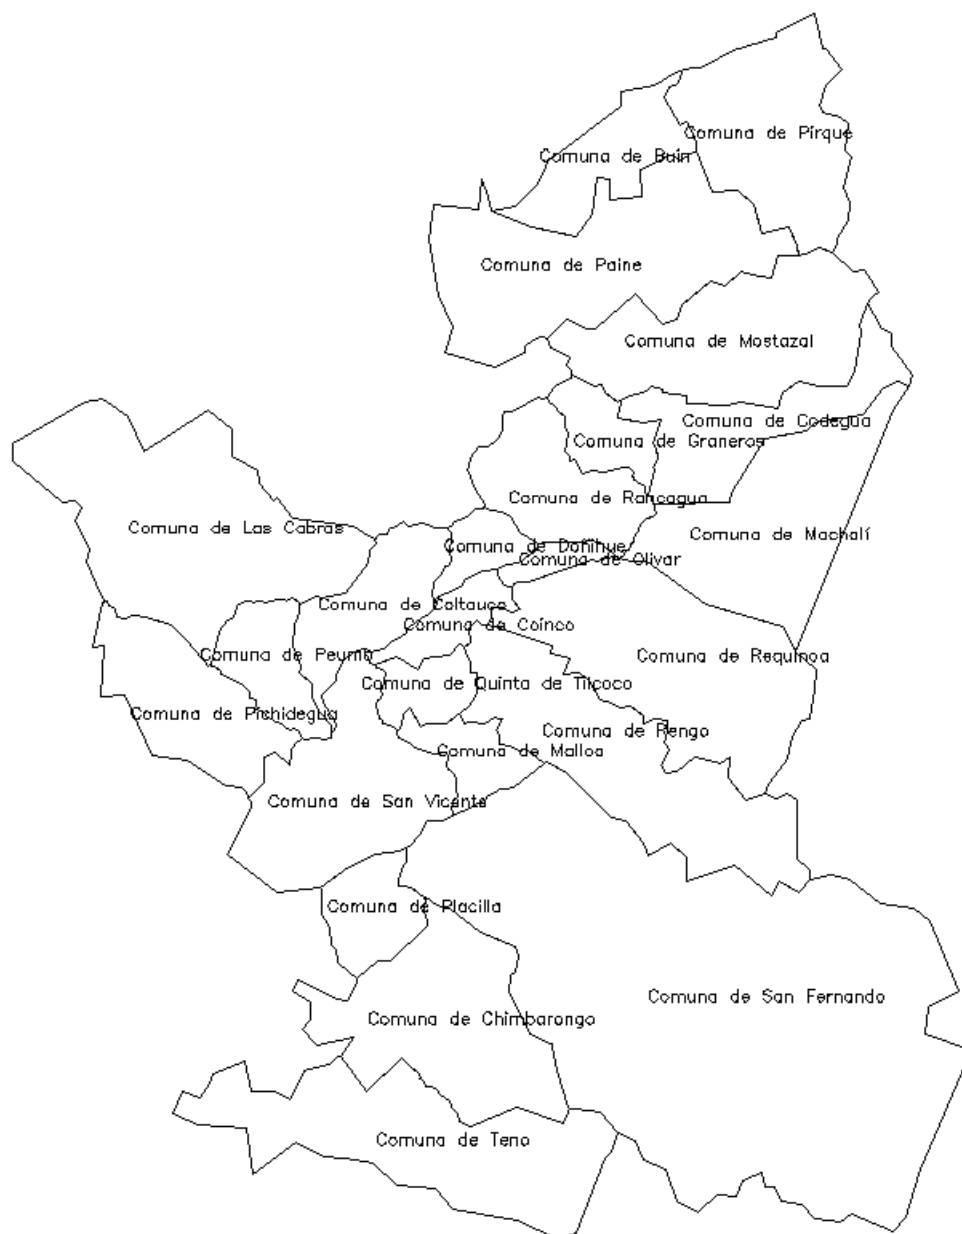 Comuna de Pirque
Comuna de Buin
Comuna de Paine
Comuna de Mostazal
Comuna de Codegua
Comuna de Graneros
Comuna de Rancagua
Comuna de Las Cabras
Comuna de Machalí
Comuna de Doñihue
Comuna de Olivar
Comuna de Coltauco
Comuna de Coínco
Comuna de Peumo
Comuna de Requínoa
Comuna de Quinta de Tilcoco
Comuna de Pichidegua
Comuna de Rengo
Comuna de Malloa
Comuna de San Vicente
Comuna de Placilla
Comuna de San Fernando
Comuna de Chimbarongo
Comuna de Teno